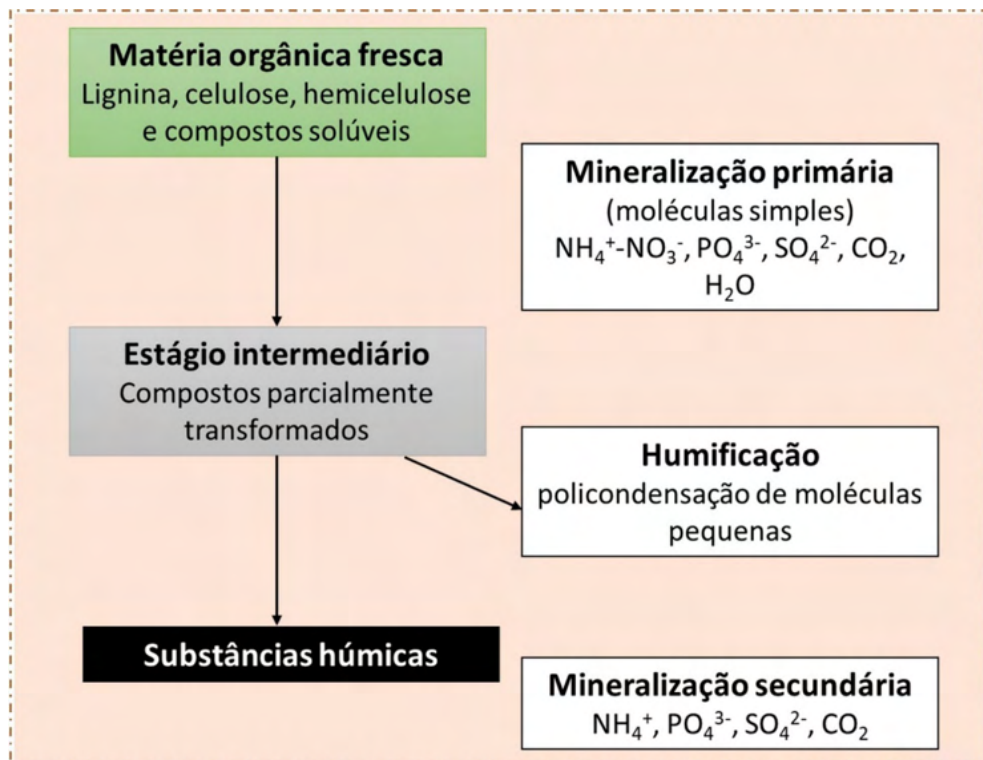 Matéria orgânica fresca
Lignina, celulose, hemicelulose
e compostos solúveis
Mineralização primária
(moléculas simples)
NH₄⁺-NO₃⁻, PO₄³⁻, SO₄²⁻, CO₂,
H₂O
Estágio intermediário
Compostos parcialmente
transformados
Humificação
policondensação de moléculas
pequenas
Substâncias húmicas
Mineralização secundária
NH₄⁺, PO₄³⁻, SO₄²⁻, CO₂